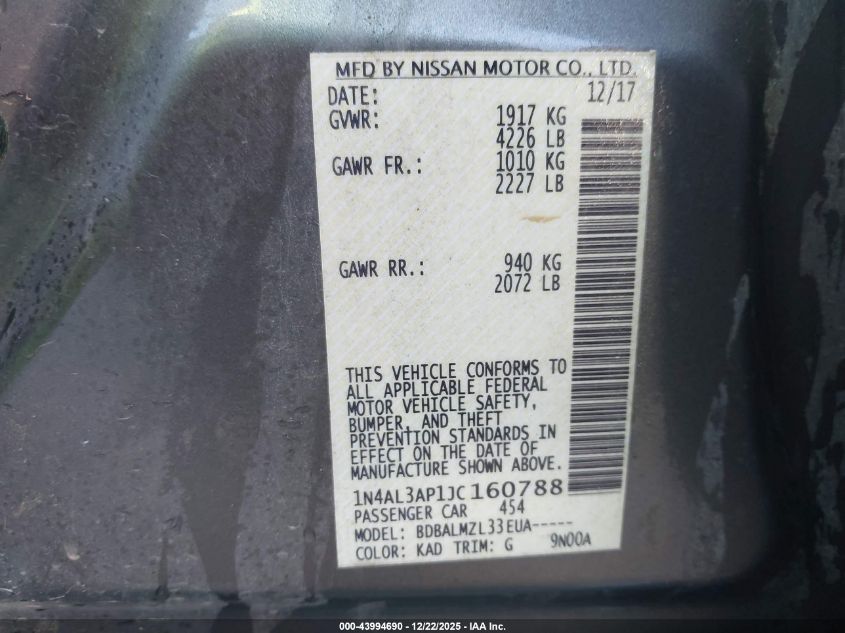 MFD BY NISSAN MOTOR CO., LTD.
DATE: 12/17
GVWR: 1917 KG
4226 LB
GAWR FR.: 1010 KG
2227 LB
GAWR RR.: 940 KG
2072 LB
THIS VEHICLE CONFORMS TO
ALL APPLICABLE FEDERAL
MOTOR VEHICLE SAFETY,
BUMPER, AND THEFT
PREVENTION STANDARDS IN
EFFECT ON THE DATE OF
MANUFACTURE SHOWN ABOVE.
1N4AL3AP1JC160788
PASSENGER CAR 454
MODEL: BDBALMZL33EUA-----
COLOR: KAD TRIM: G 9N00A
000-43994690 - 12/22/2025 - IAA Inc.